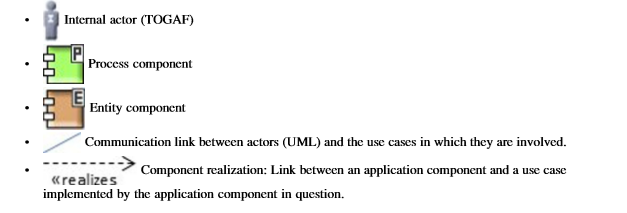 • Internal actor (TOGAF)
• P Process component
• E Entity component
• Communication link between actors (UML) and the use cases in which they are involved.
• «realizes Component realization: Link between an application component and a use case
implemented by the application component in question.